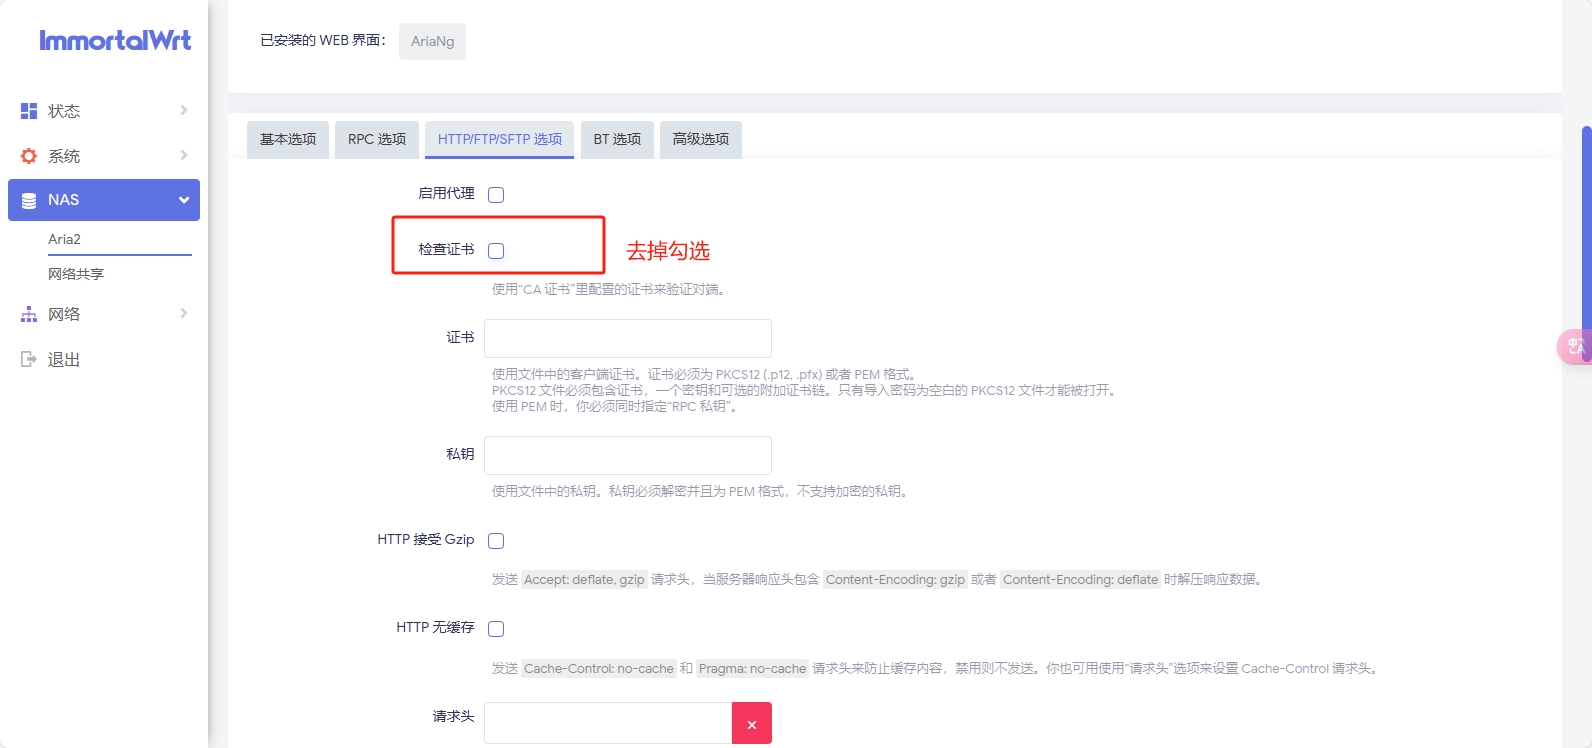 ImmortalWrt
状态
系统
NAS
Aria2
网络共享
网络
退出
已安装的 WEB 界面：
AriaNg
基本选项
RPC 选项
HTTP/FTP/SFTP 选项
BT 选项
高级选项
启用代理
检查证书
去掉勾选
使用“CA 证书”里配置的证书来验证对端。
证书
使用文件中的客户端证书。证书必须为 PKCS12 (.p12, .pfx) 或者 PEM 格式。
PKCS12 文件必须包含证书，一个密钥和可选的附加证书链。只有导入密码为空白的 PKCS12 文件才能被打开。
使用 PEM 时，你必须同时指定“RPC 私钥”。
私钥
使用文件中的私钥。私钥必须解密并且为 PEM 格式，不支持加密的私钥。
HTTP 接受 Gzip
发送 Accept: deflate, gzip 请求头，当服务器响应头包含 Content-Encoding: gzip 或者 Content-Encoding: deflate 时解压响应数据。
HTTP 无缓存
发送 Cache-Control: no-cache 和 Pragma: no-cache 请求头来防止缓存内容，禁用则不发送。你也可用使用“请求头”选项来设置 Cache-Control 请求头。
请求头
×